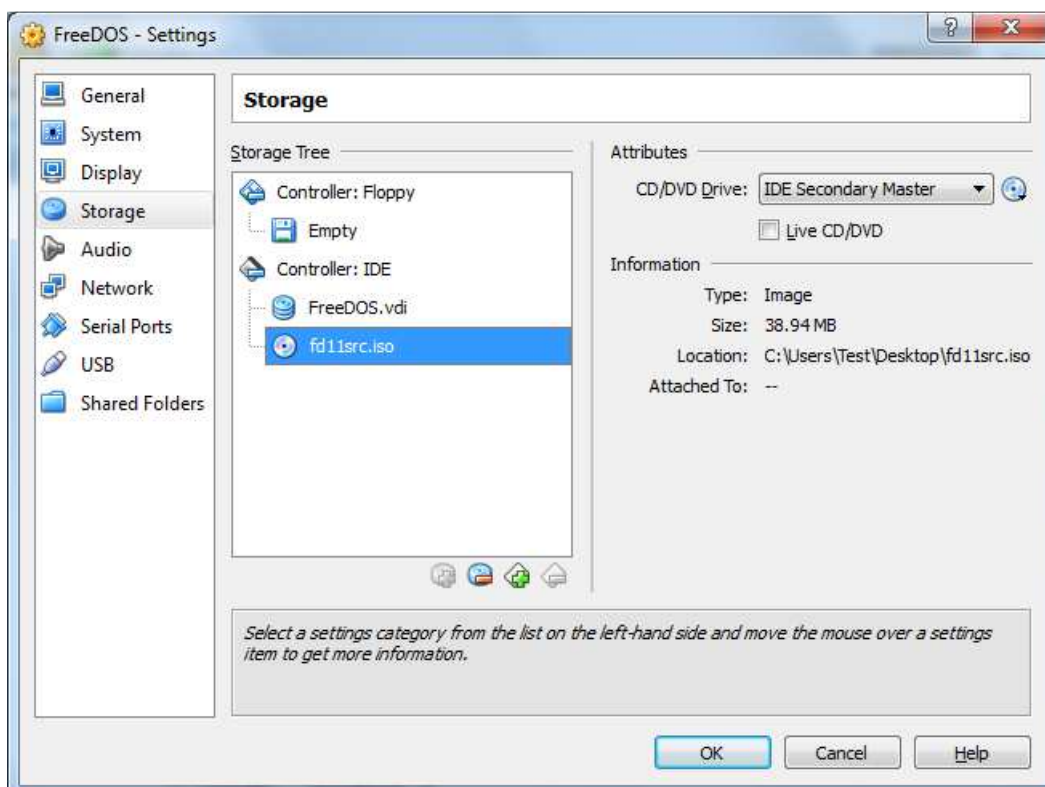 FreeDOS - Settings
General
System
Display
Storage
Audio
Network
Serial Ports
USB
Shared Folders
Storage
Storage Tree
Controller: Floppy
Empty
Controller: IDE
FreeDOS.vdi
fd11src.iso
Attributes
CD/DVD Drive: IDE Secondary Master
Live CD/DVD
Information
Type: Image
Size: 38.94 MB
Location: C:\Users\Test\Desktop\fd11src.iso
Attached To: --
Select a settings category from the list on the left-hand side and move the mouse over a settings
item to get more information.
OK Cancel Help